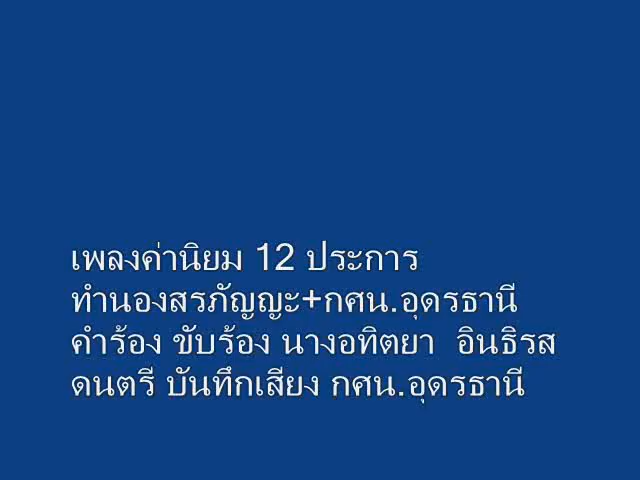 เพลงค่านิยม 12 ประการ
ทำนองสรภัญญะ+กศน.อุดรธานี
คำร้อง ขับร้อง นางอทิตยา อินธิรส
ดนตรี บันทึกเสียง กศน.อุดรธานี